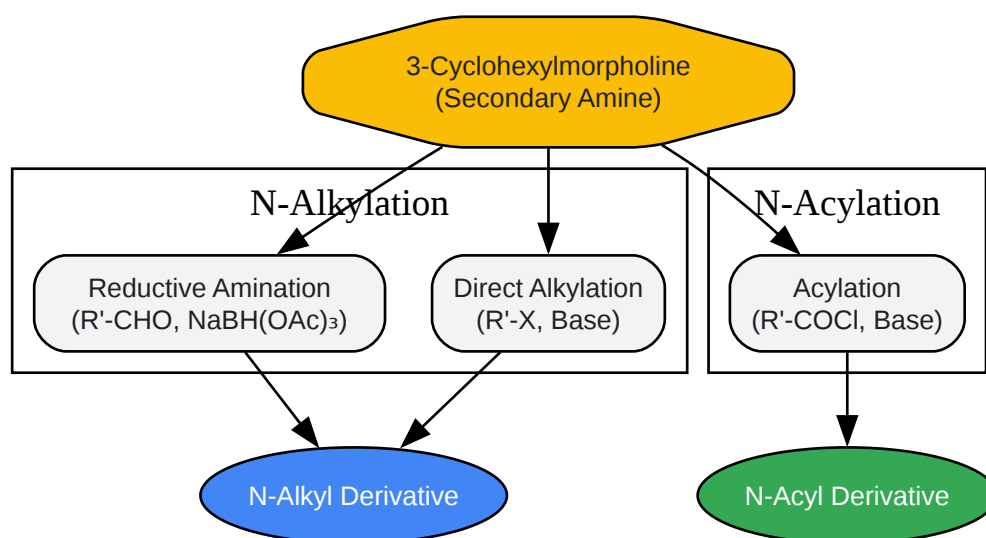 3-Cyclohexylmorpholine
(Secondary Amine)
N-Alkylation
N-Acylation
Reductive Amination
(R'-CHO, NaBH(OAc)₃)
Direct Alkylation
(R'-X, Base)
Acylation
(R'-COCl, Base)
N-Alkyl Derivative
N-Acyl Derivative